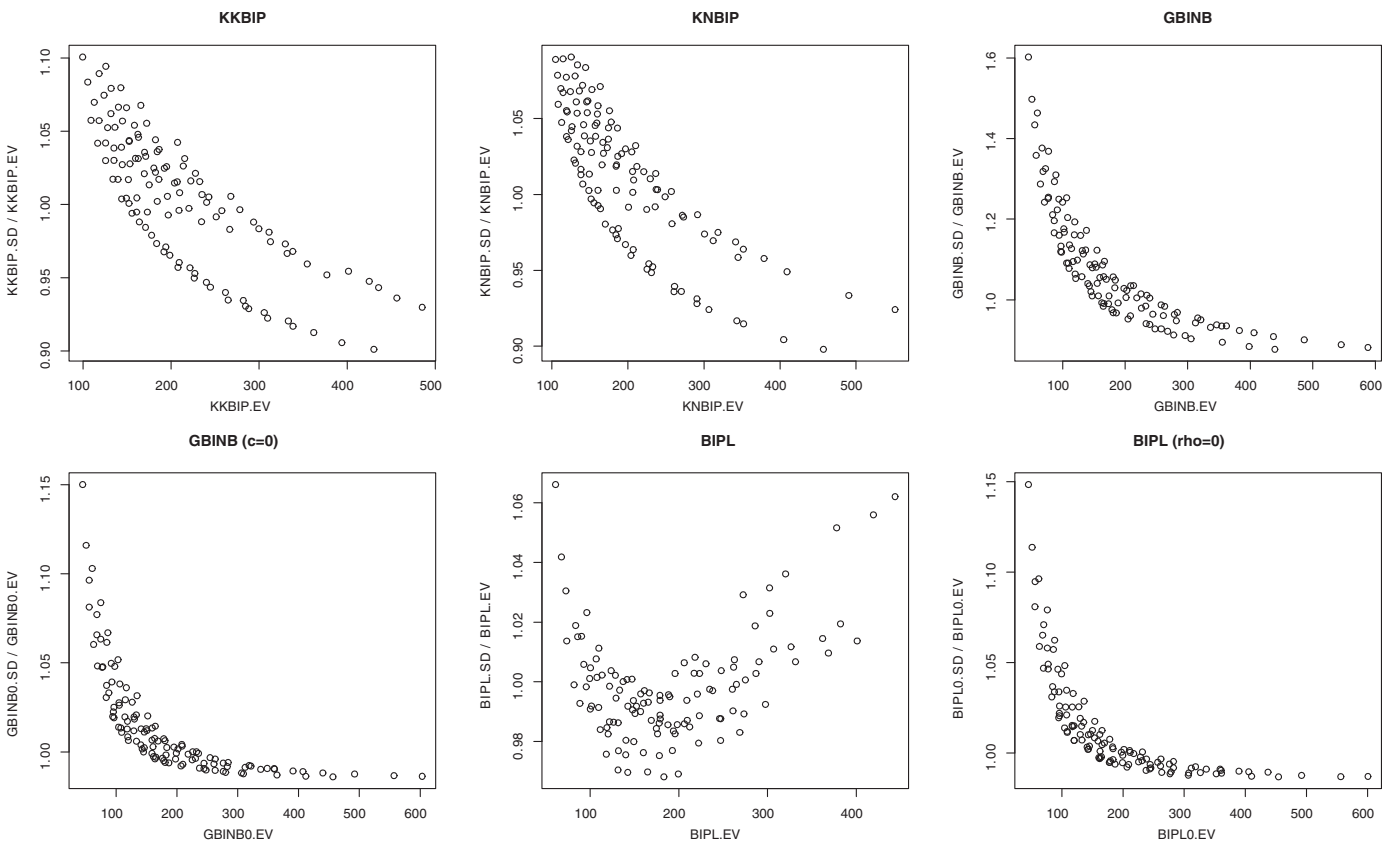 KKBIP
KKBIP.SD / KKBIP.EV
0.90 0.95 1.00 1.05 1.10
100 200 300 400 500
KKBIP.EV
KNBIP
KNBIP.SD / KNBIP.EV
0.90 0.95 1.00 1.05
100 200 300 400 500
KNBIP.EV
GBINB
GBINB.SD / GBINB.EV
1.0 1.2 1.4 1.6
100 200 300 400 500 600
GBINB.EV
GBINB (c=0)
GBINB0.SD / GBINB0.EV
1.00 1.05 1.10 1.15
100 200 300 400 500 600
GBINB0.EV
BIPL
BIPL.SD / BIPL.EV
0.98 1.00 1.02 1.04 1.06
100 200 300 400
BIPL.EV
BIPL (rho=0)
BIPL0.SD / BIPL0.EV
1.00 1.05 1.10 1.15
100 200 300 400 500 600
BIPL0.EV